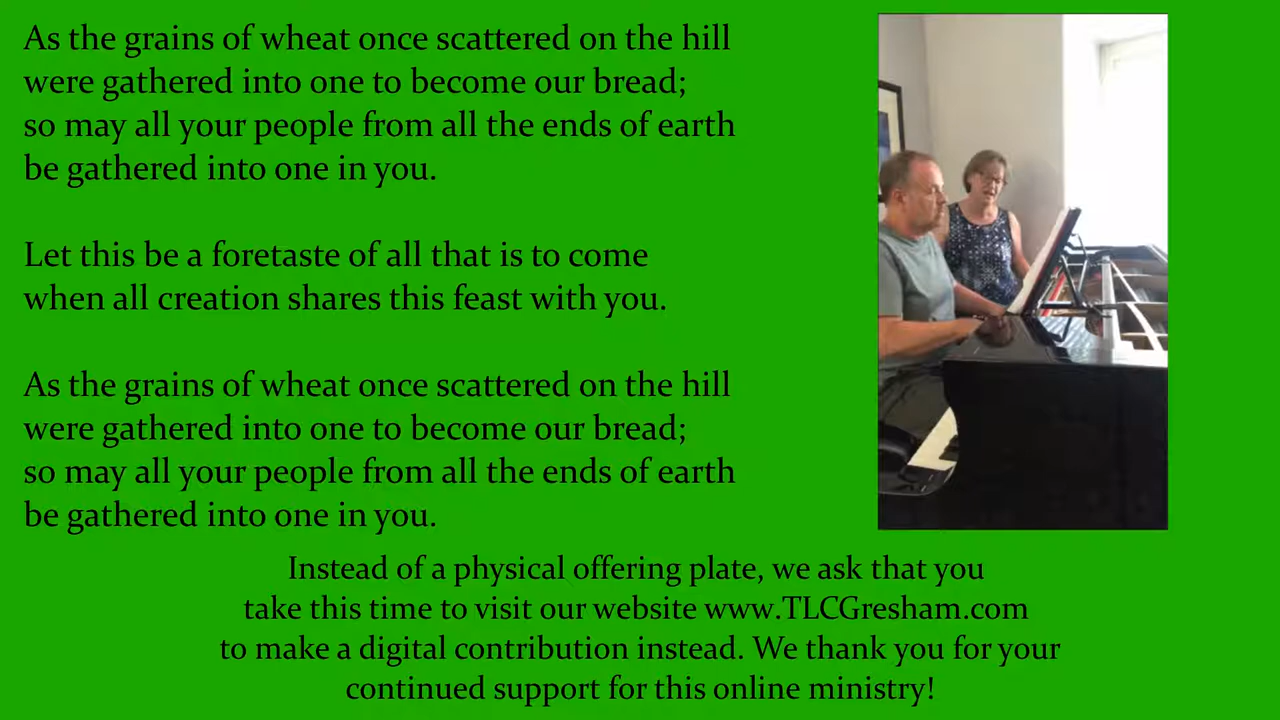 As the grains of wheat once scattered on the hill
were gathered into one to become our bread;
so may all your people from all the ends of earth
be gathered into one in you.
Let this be a foretaste of all that is to come
when all creation shares this feast with you.
As the grains of wheat once scattered on the hill
were gathered into one to become our bread;
so may all your people from all the ends of earth
be gathered into one in you.
Instead of a physical offering plate, we ask that you
take this time to visit our website www.TLCGresham.com
to make a digital contribution instead. We thank you for your
continued support for this online ministry!